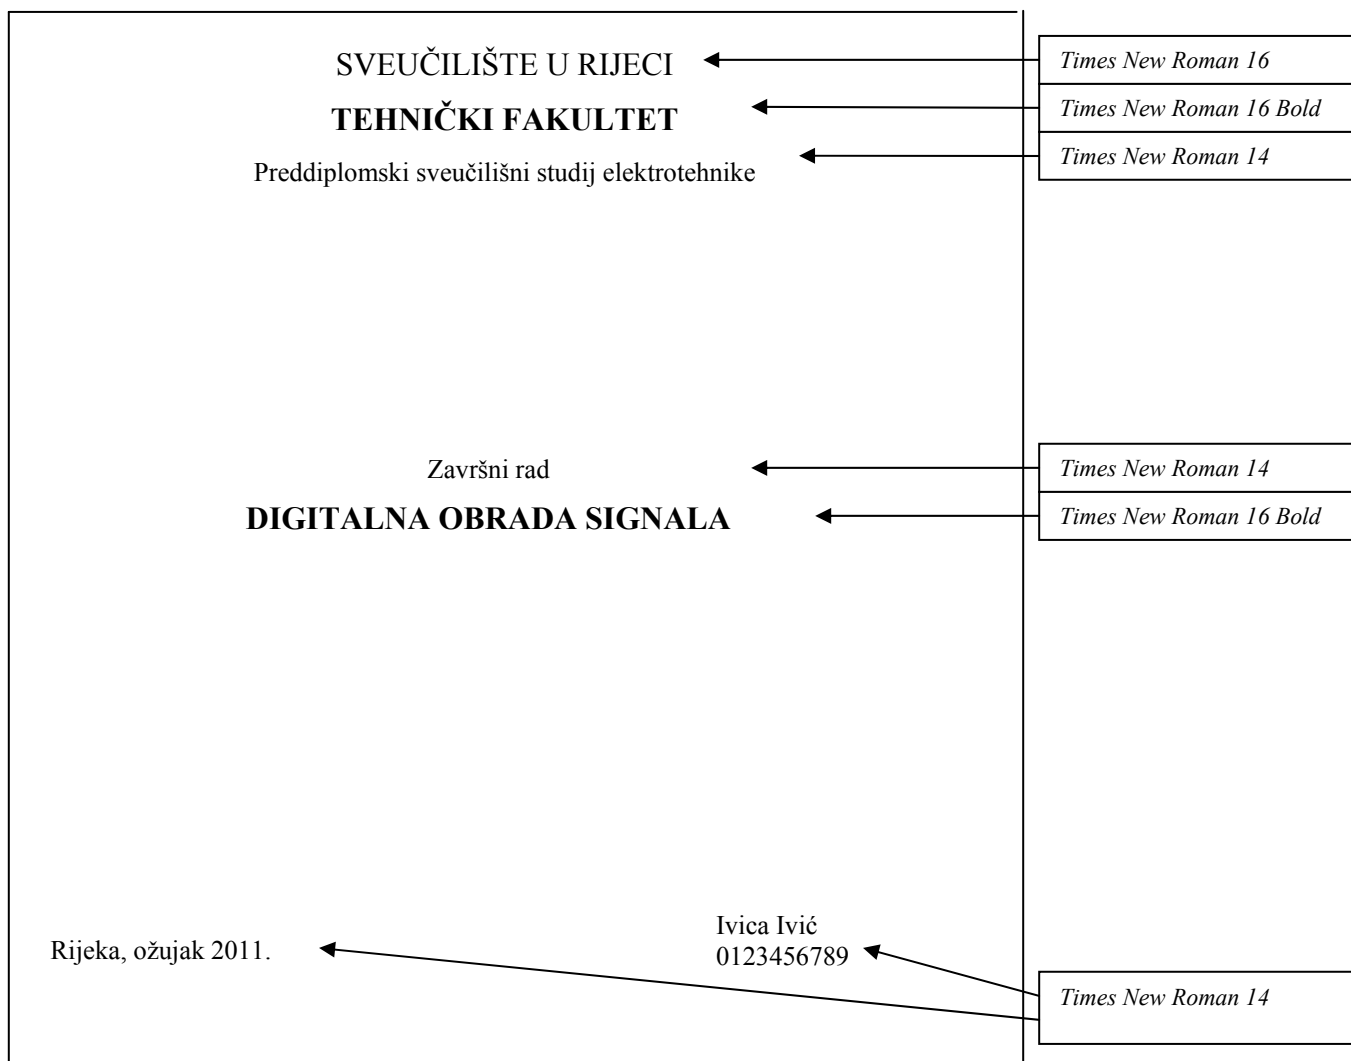 SVEUČILIŠTE U RIJECI
Times New Roman 16
TEHNIČKI FAKULTET
Times New Roman 16 Bold
Preddiplomski sveučilišni studij elektrotehnike
Times New Roman 14
Završni rad
Times New Roman 14
DIGITALNA OBRADA SIGNALA
Times New Roman 16 Bold
Rijeka, ožujak 2011.
Ivica Ivić
0123456789
Times New Roman 14